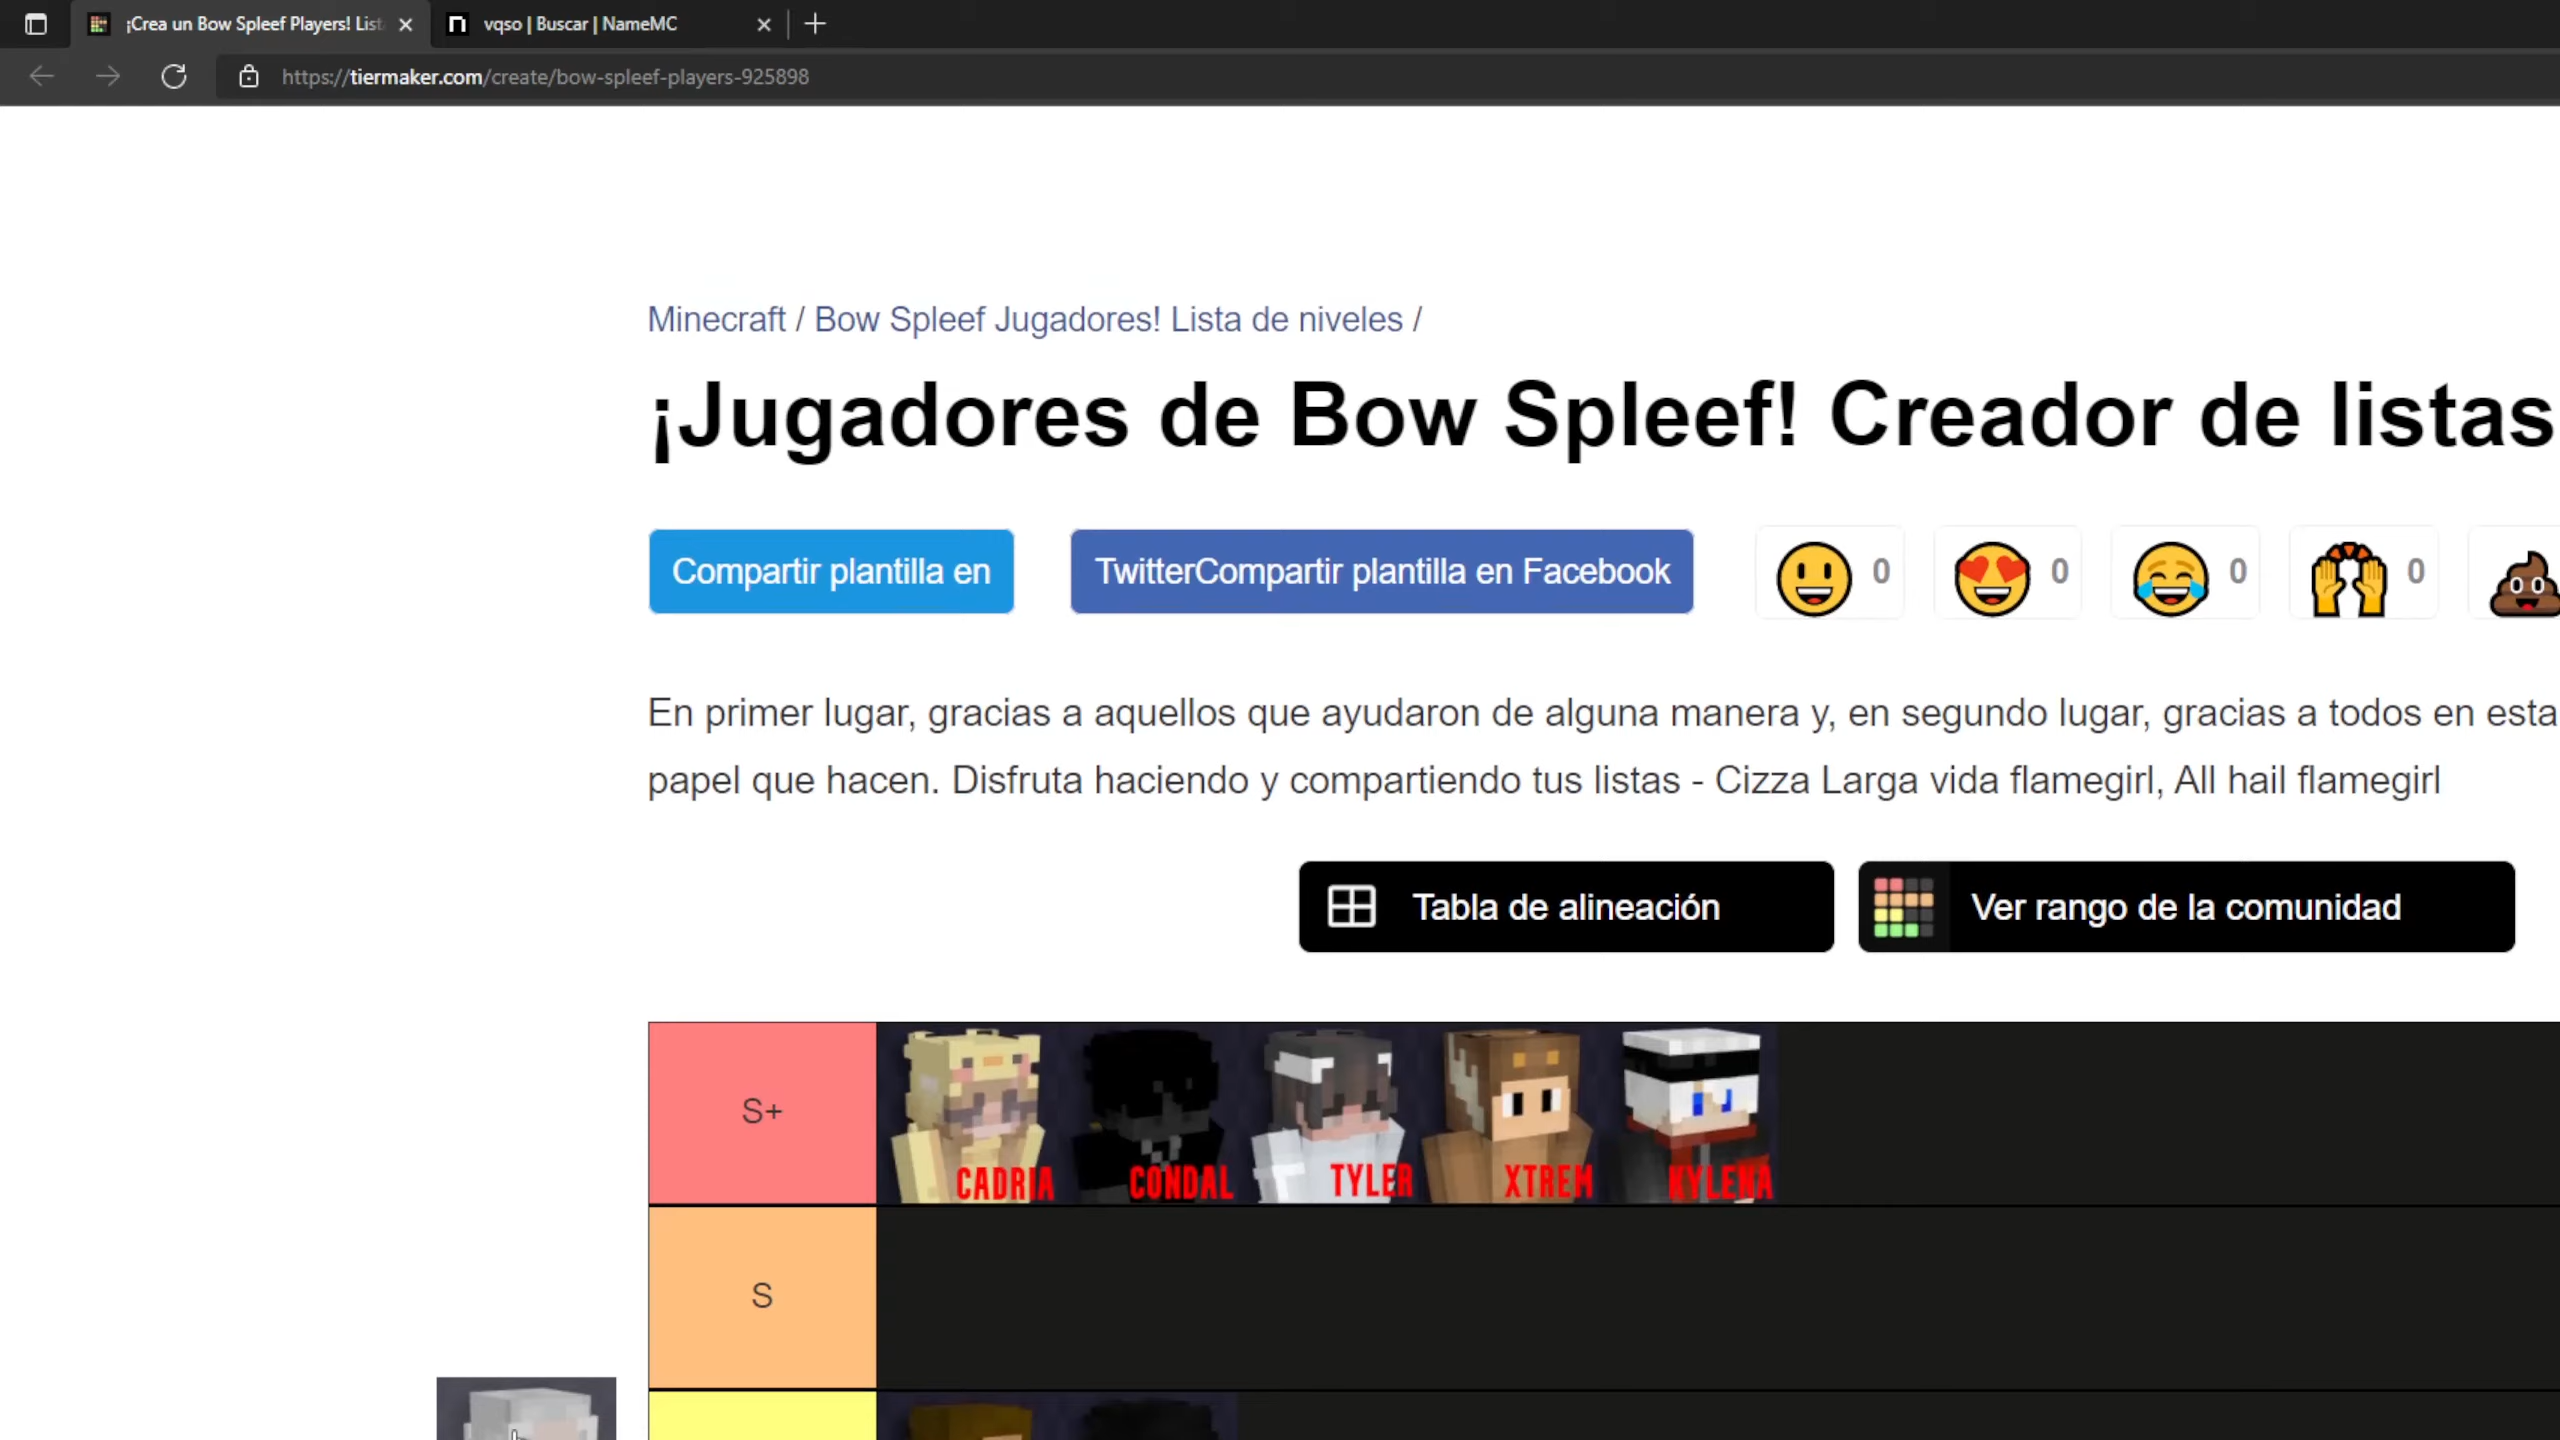 ¡Crea un Bow Spleef Players! List
vqso | Buscar | NameMC
https://tiermaker.com/create/bow-spleef-players-925898
Minecraft / Bow Spleef Jugadores! Lista de niveles /
¡Jugadores de Bow Spleef! Creador de listas
Compartir plantilla en
TwitterCompartir plantilla en Facebook
0
0
0
0
En primer lugar, gracias a aquellos que ayudaron de alguna manera y, en segundo lugar, gracias a todos en esta
papel que hacen. Disfruta haciendo y compartiendo tus listas - Cizza Larga vida flamegirl, All hail flamegirl
Tabla de alineación
Ver rango de la comunidad
S+
CADRIA
CONDAL
TYLER
XTREM
KYLENA
S